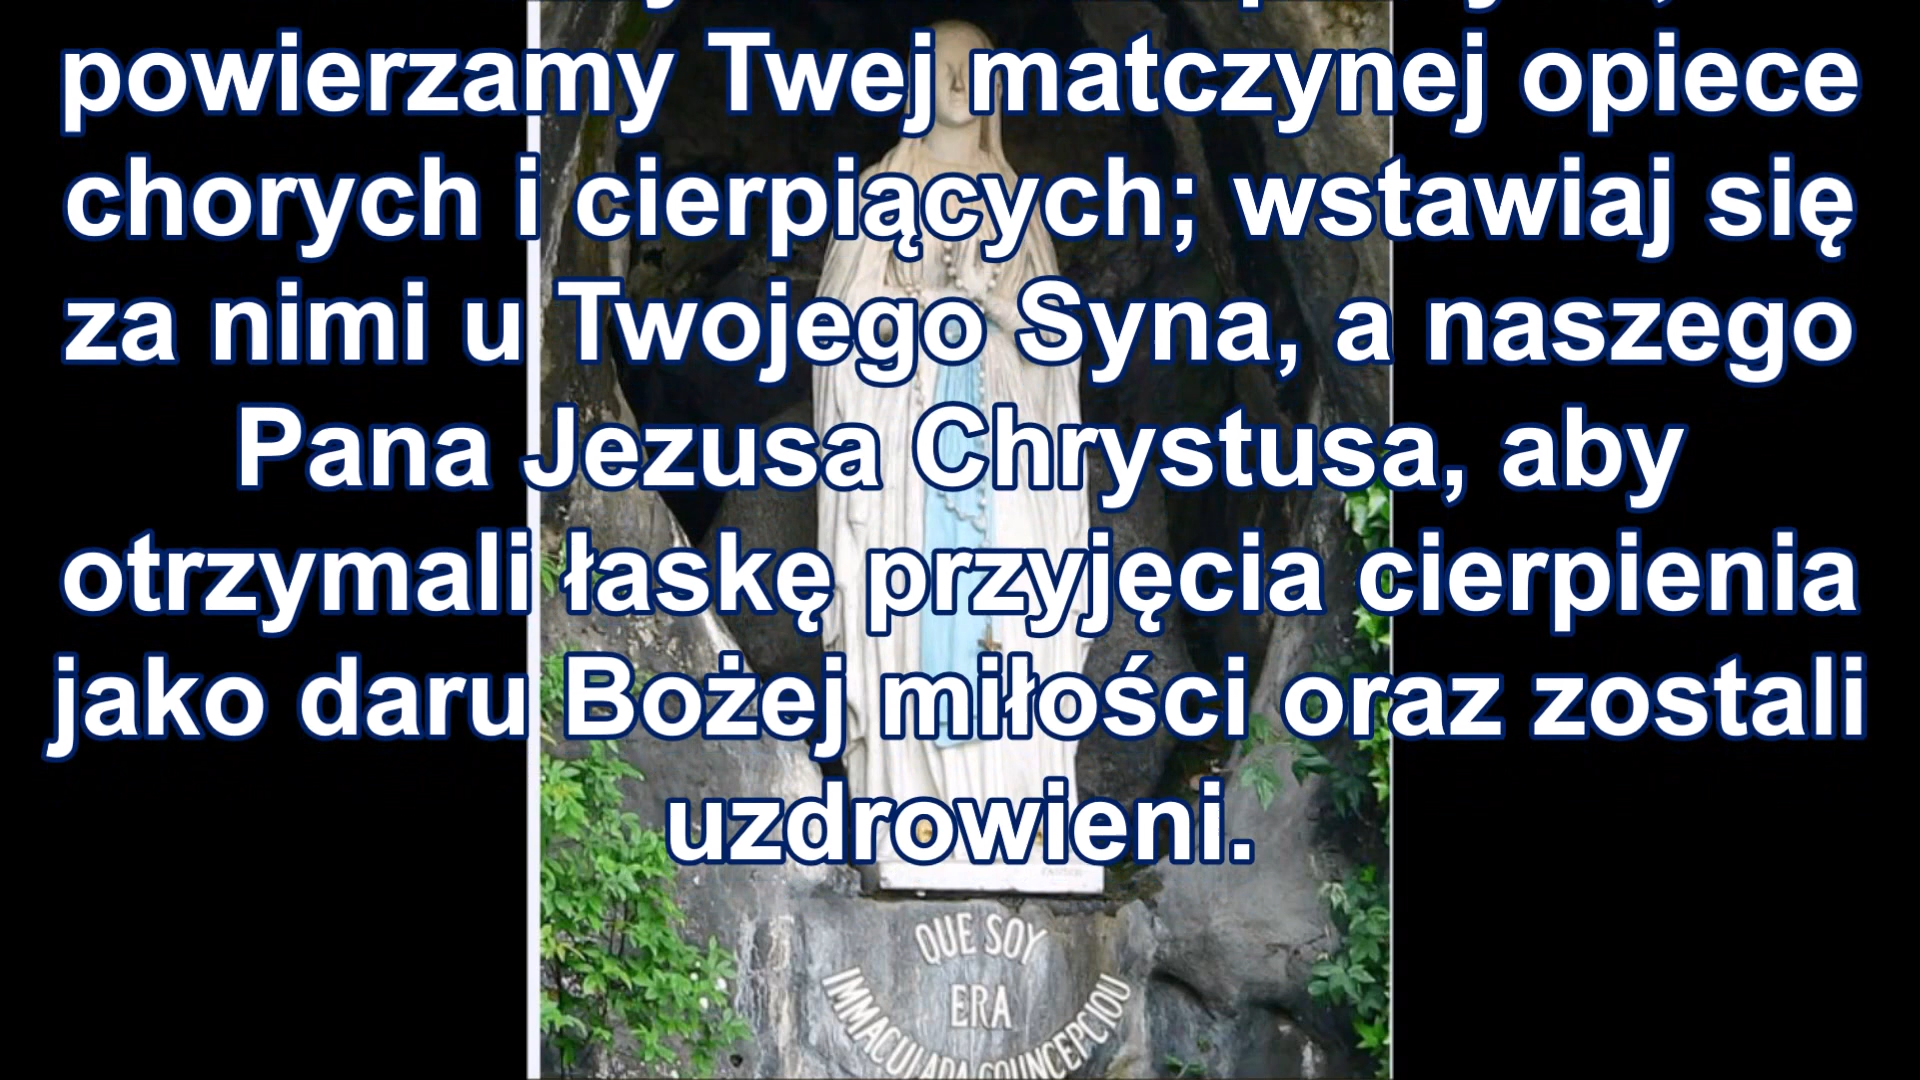 powierzamy Twej matczynej opiece
chorych i cierpiących; wstawiaj się
za nimi u Twojego Syna, a naszego
Pana Jezusa Chrystusa, aby
otrzymali łaskę przyjęcia cierpienia
jako daru Bożej miłości oraz zostali
uzdrowieni.
QUE SOY
ERA
IMMACULADA COUNCEPCIOU